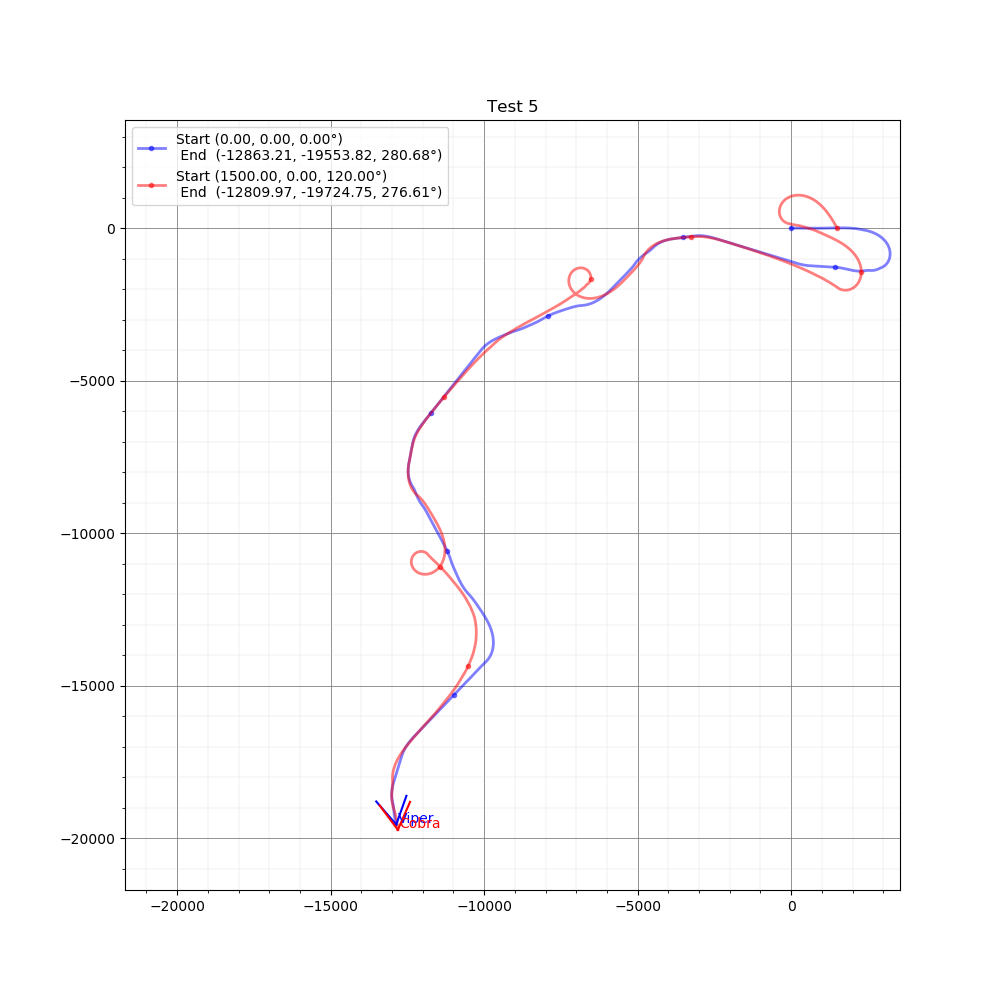 Test 5
Start (0.00, 0.00, 0.00°)
End  (-12863.21, -19553.82, 280.68°)
Start (1500.00, 0.00, 120.00°)
End  (-12809.97, -19724.75, 276.61°)
0
−5000
−10000
−15000
−20000
Viper
Cobra
−20000
−15000
−10000
−5000
0